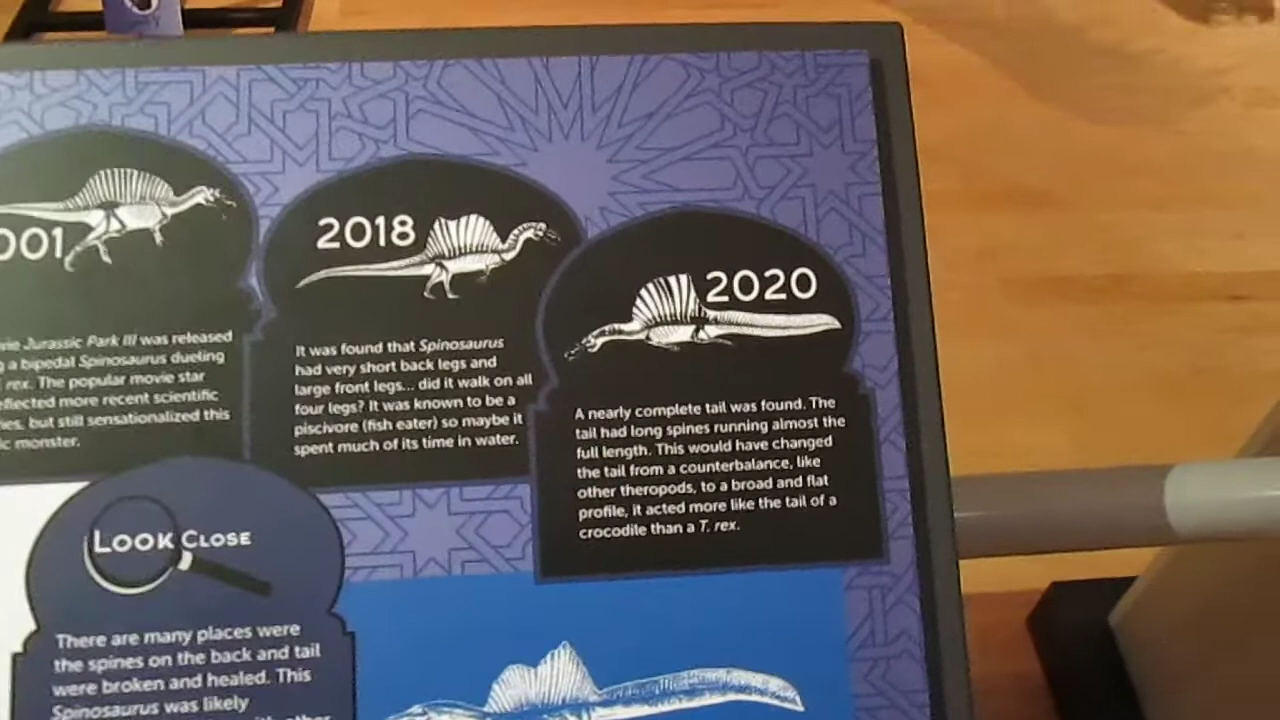 001
vie Jurassic Park III was released
g a bipedal Spinosaurus dueling
rex. The popular movie star
eflected more recent scientific
ies, but still sensationalized this
ic monster.
2018
It was found that Spinosaurus
had very short back legs and
large front legs... did it walk on all
four legs? It was known to be a
piscivore (fish eater) so maybe it
spent much of its time in water.
2020
A nearly complete tail was found. The
tail had long spines running almost the
full length. This would have changed
the tail from a counterbalance, like
other theropods, to a broad and flat
profile, it acted more like the tail of a
crocodile than a T. rex.
LOOK CLOSE
There are many places were
the spines on the back and tail
were broken and healed. This
Spinosaurus was likely